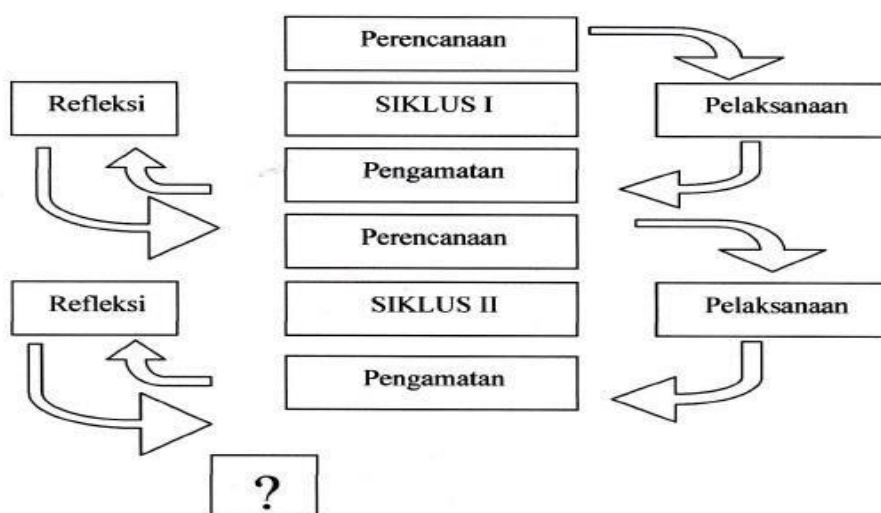 Perencanaan
Refleksi
SIKLUS I
Pelaksanaan
Pengamatan
Perencanaan
Refleksi
SIKLUS II
Pelaksanaan
Pengamatan
?